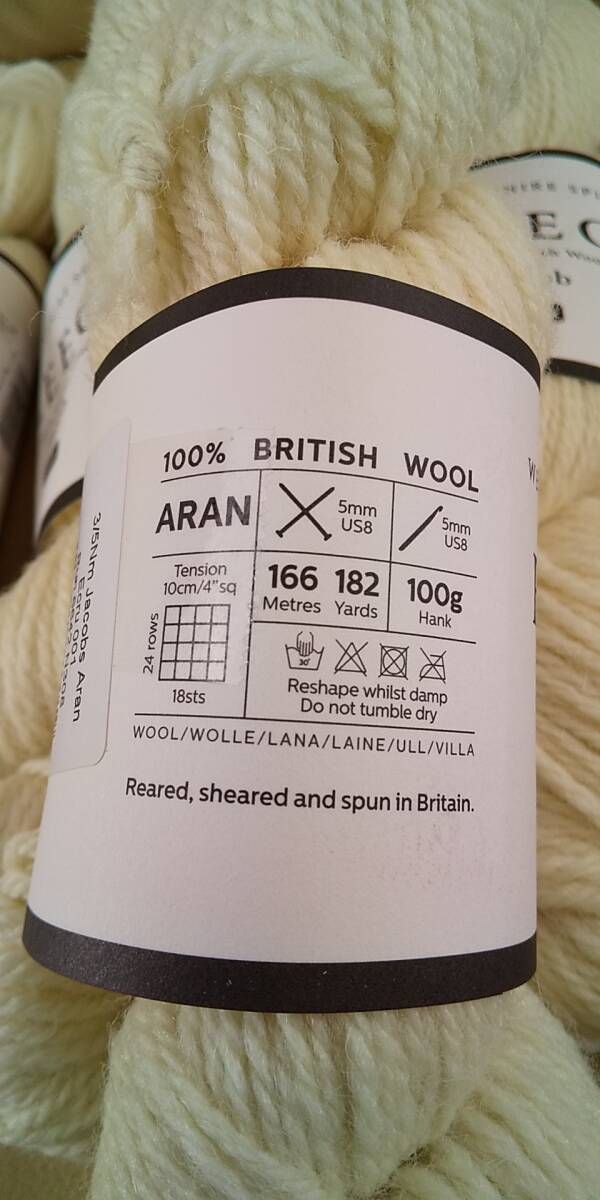 100% BRITISH WOOL
ARAN
5mm
US8
5mm
US8
Tension
10cm/4"sq
24 rows
18sts
166 182
Metres Yards
100g
Hank
30°
Reshape whilst damp
Do not tumble dry
WOOL/WOLLE/LANA/LAINE/ULL/VILLA
Reared, sheared and spun in Britain.
3/5Nm Jacobs Aran
Ecru 001